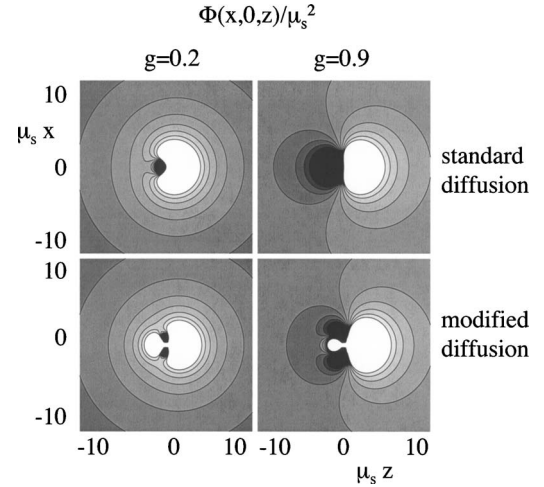 Φ(x,0,z)/μₛ²
g=0.2 g=0.9
10
μₛ x 0
-10
standard
diffusion
10
0
-10
modified
diffusion
-10 0 10 -10 0 10
μₛ z